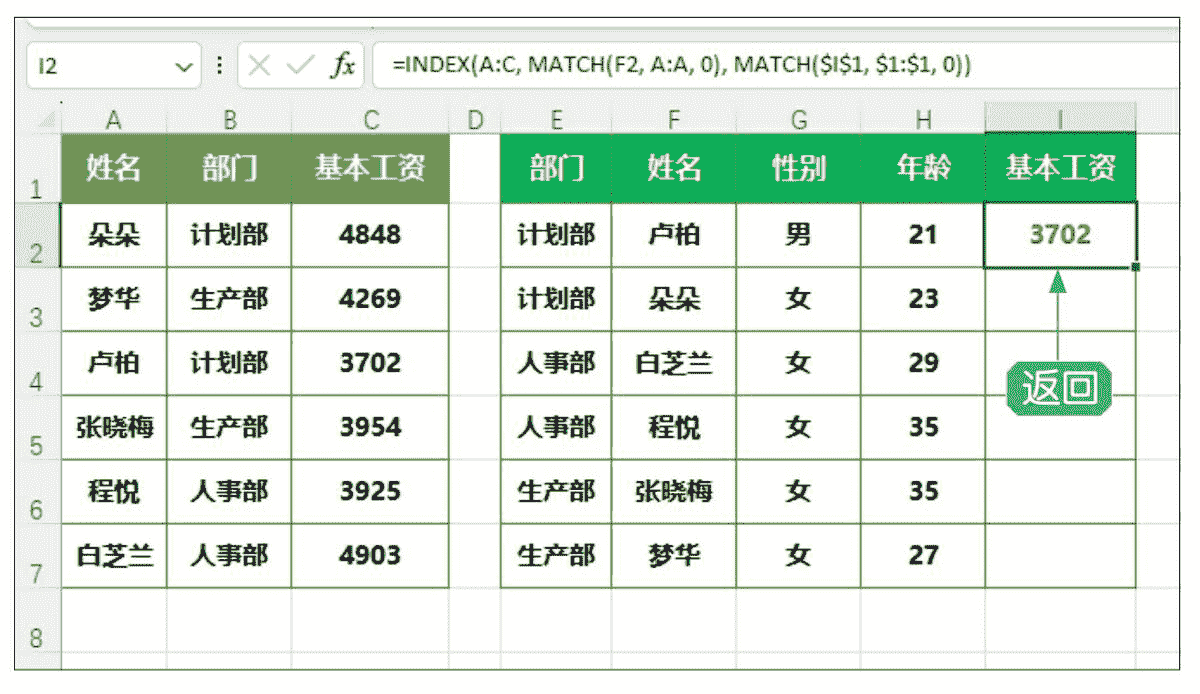 I2 fx =INDEX(A:C, MATCH(F2, A:A, 0), MATCH($I$1, $1:$1, 0))
A B C D E F G H I
1 姓名 部门 基本工资 部门 姓名 性别 年龄 基本工资
2 朵朵 计划部 4848 计划部 卢柏 男 21 3702
3 梦华 生产部 4269 计划部 朵朵 女 23
4 卢柏 计划部 3702 人事部 白芝兰 女 29
返回
5 张晓梅 生产部 3954 人事部 程悦 女 35
6 程悦 人事部 3925 生产部 张晓梅 女 35
7 白芝兰 人事部 4903 生产部 梦华 女 27
8